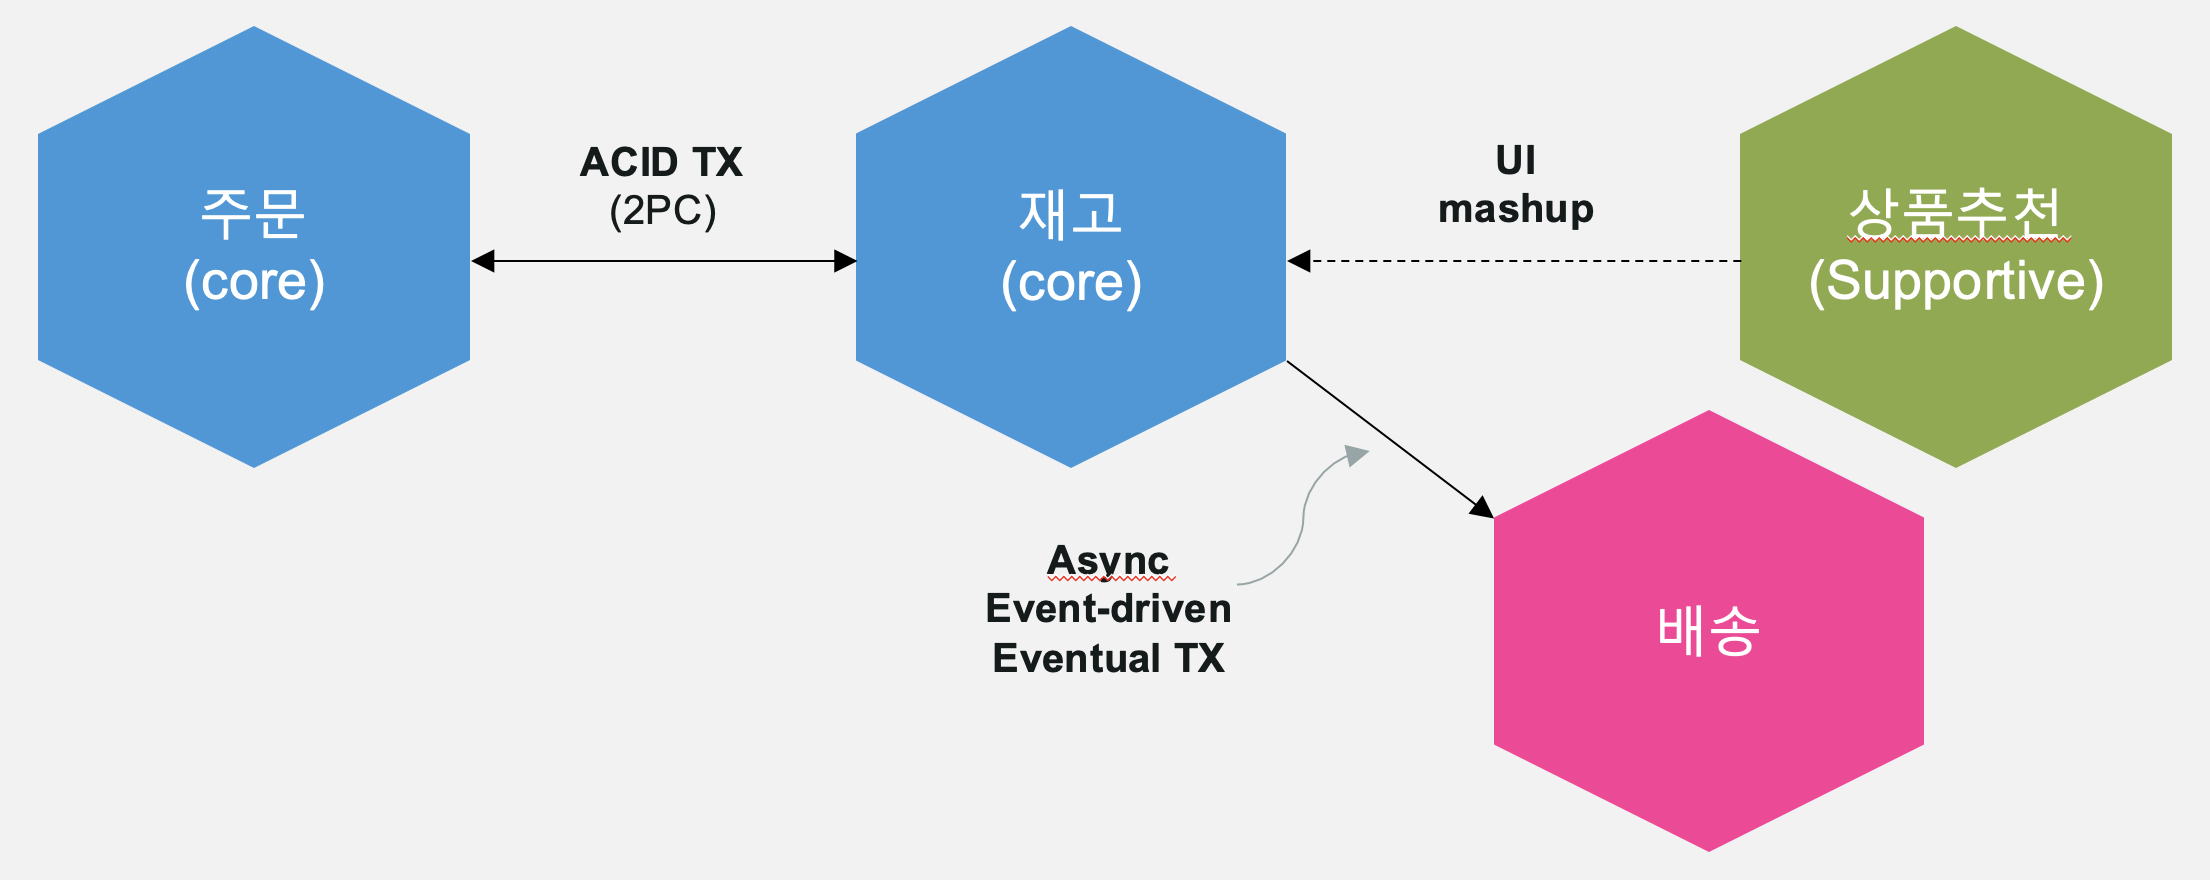 주문
(core)
ACID TX
(2PC)
재고
(core)
UI
mashup
상품추천
(Supportive)
Async
Event-driven
Eventual TX
배송